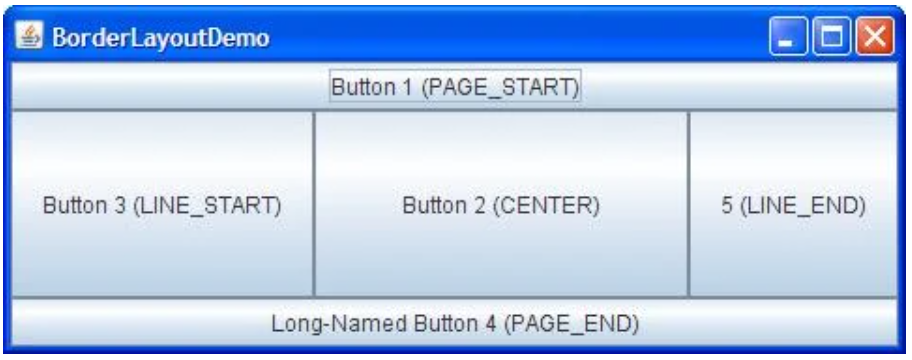 BorderLayoutDemo
Button 1 (PAGE_START)
Button 3 (LINE_START) Button 2 (CENTER) 5 (LINE_END)
Long-Named Button 4 (PAGE_END)